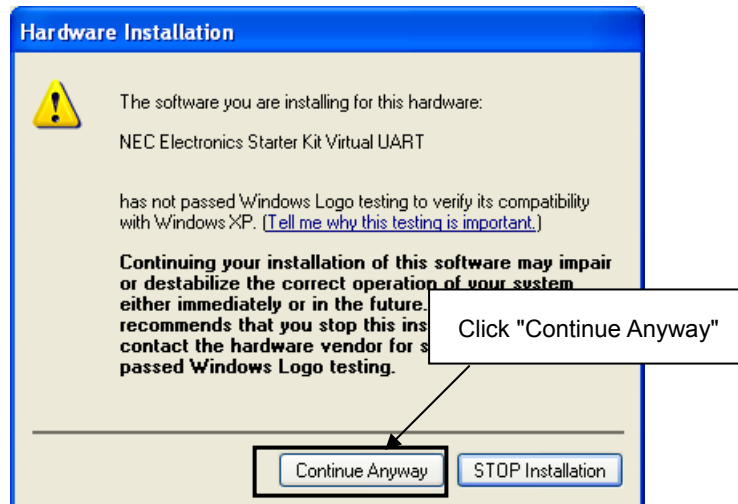 Hardware Installation
The software you are installing for this hardware:
NEC Electronics Starter Kit Virtual UART
has not passed Windows Logo testing to verify its compatibility
with Windows XP. (Tell me why this testing is important.)
Continuing your installation of this software may impair
or destabilize the correct operation of your system
either immediately or in the future.
recommends that you stop this
contact the hardware vendor for
passed Windows Logo testing.
Click "Continue Anyway"
Continue Anyway
STOP Installation